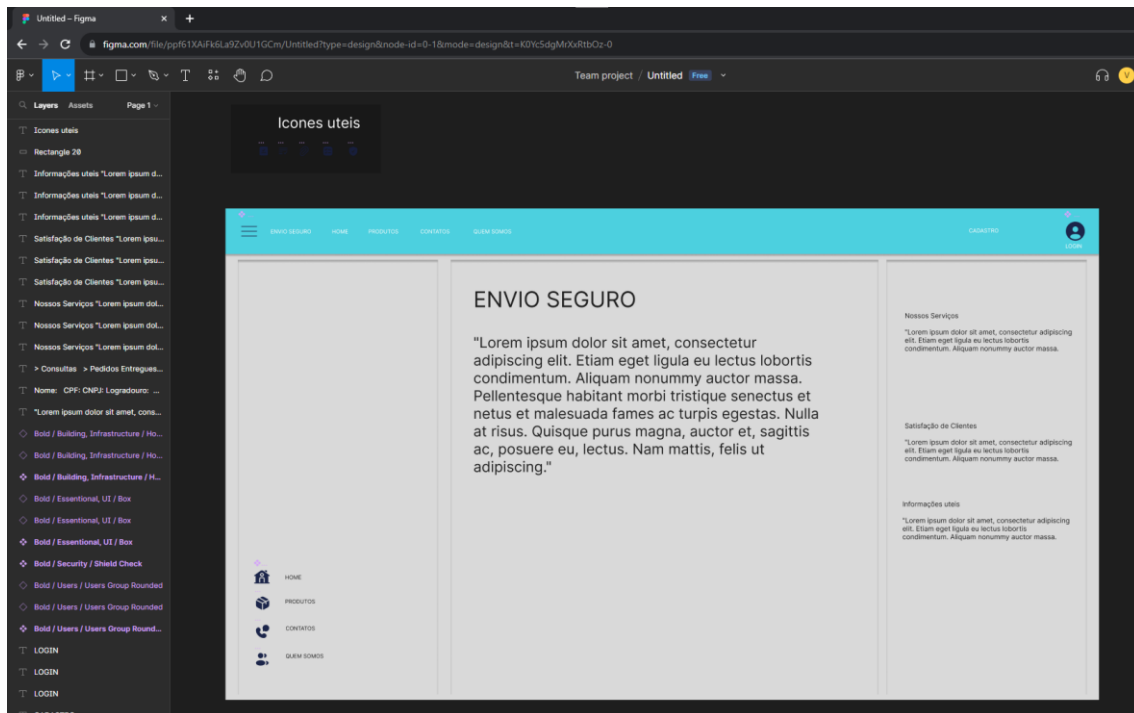 Untitled – Figma
figma.com/file/ppf61XAiFk6La9Zv0U1GCm/Untitled?type=design&node-id=0-1&mode=design&t=K0Yc5dgMrXxRtbOz-0
Team project / Untitled Free
V
Layers Assets Page 1
Icones uteis
Rectangle 20
Informações uteis "Lorem ipsum d...
Informações uteis "Lorem ipsum d...
Informações uteis "Lorem ipsum d...
Satisfação de Clientes "Lorem ipsu...
Satisfação de Clientes "Lorem ipsu...
Satisfação de Clientes "Lorem ipsu...
Nossos Serviços "Lorem ipsum dol...
Nossos Serviços "Lorem ipsum dol...
Nossos Serviços "Lorem ipsum dol...
> Consultas > Pedidos Entregues...
Nome: CPF: CNPJ: Logradouro: ...
"Lorem ipsum dolor sit amet, cons...
Bold / Building, Infrastructure / Ho...
Bold / Building, Infrastructure / Ho...
Bold / Building, Infrastructure / H...
Bold / Essentional, UI / Box
Bold / Essentional, UI / Box
Bold / Essentional, UI / Box
Bold / Security / Shield Check
Bold / Users / Users Group Rounded
Bold / Users / Users Group Rounded
Bold / Users / Users Group Round...
LOGIN
LOGIN
LOGIN
Icones uteis
ENVIO SEGURO HOME PRODUTOS CONTATOS QUEM SOMOS CADASTRO
LOGIN
HOME
PRODUTOS
CONTATOS
QUEM SOMOS
ENVIO SEGURO
"Lorem ipsum dolor sit amet, consectetur
adipiscing elit. Etiam eget ligula eu lectus lobortis
condimentum. Aliquam nonummy auctor massa.
Pellentesque habitant morbi tristique senectus et
netus et malesuada fames ac turpis egestas. Nulla
at risus. Quisque purus magna, auctor et, sagittis
ac, posuere eu, lectus. Nam mattis, felis ut
adipiscing."
Nossos Serviços
"Lorem ipsum dolor sit amet, consectetur adipiscing
elit. Etiam eget ligula eu lectus lobortis
condimentum. Aliquam nonummy auctor massa.
Satisfação de Clientes
"Lorem ipsum dolor sit amet, consectetur adipiscing
elit. Etiam eget ligula eu lectus lobortis
condimentum. Aliquam nonummy auctor massa.
Informações uteis
"Lorem ipsum dolor sit amet, consectetur adipiscing
elit. Etiam eget ligula eu lectus lobortis
condimentum. Aliquam nonummy auctor massa.